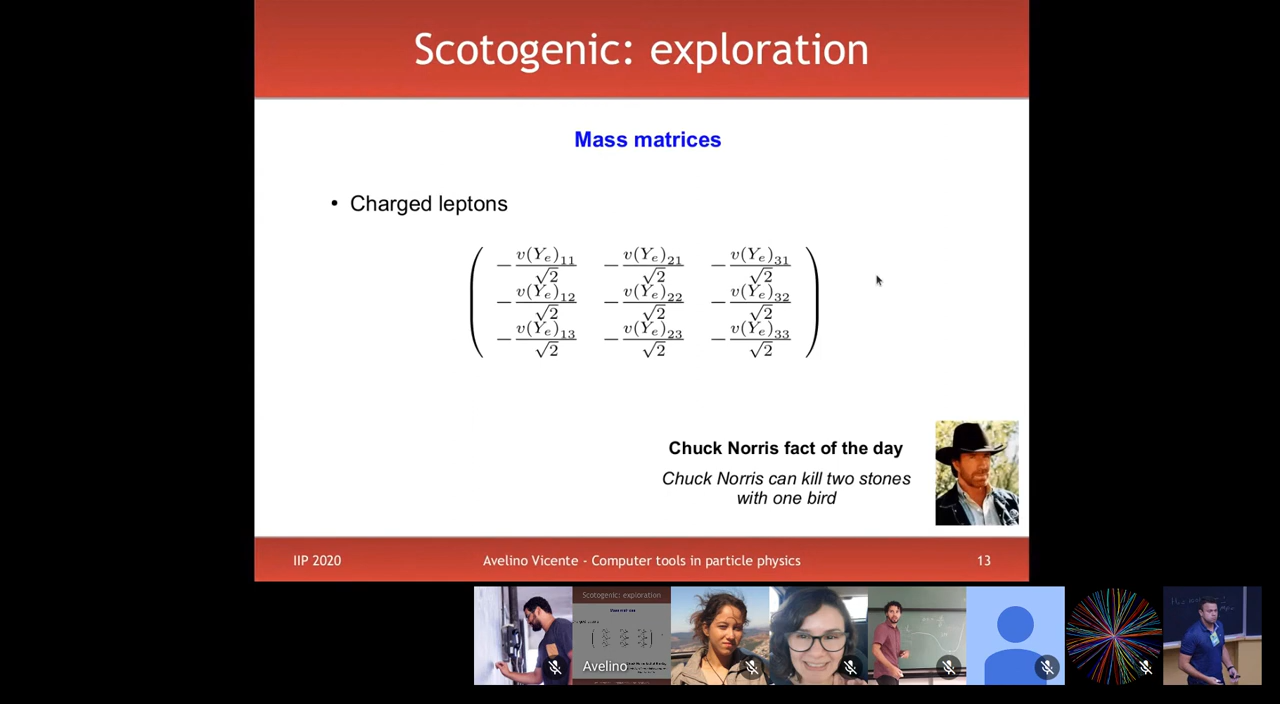 Scotogenic: exploration
Mass matrices
• Charged leptons
−v(Y_e)_11/√2 −v(Y_e)_21/√2 −v(Y_e)_31/√2
−v(Y_e)_12/√2 −v(Y_e)_22/√2 −v(Y_e)_32/√2
−v(Y_e)_13/√2 −v(Y_e)_23/√2 −v(Y_e)_33/√2
Chuck Norris fact of the day
Chuck Norris can kill two stones
with one bird
IIP 2020 Avelino Vicente - Computer tools in particle physics 13
Scotogenic: exploration
Mass matrices
Avelino